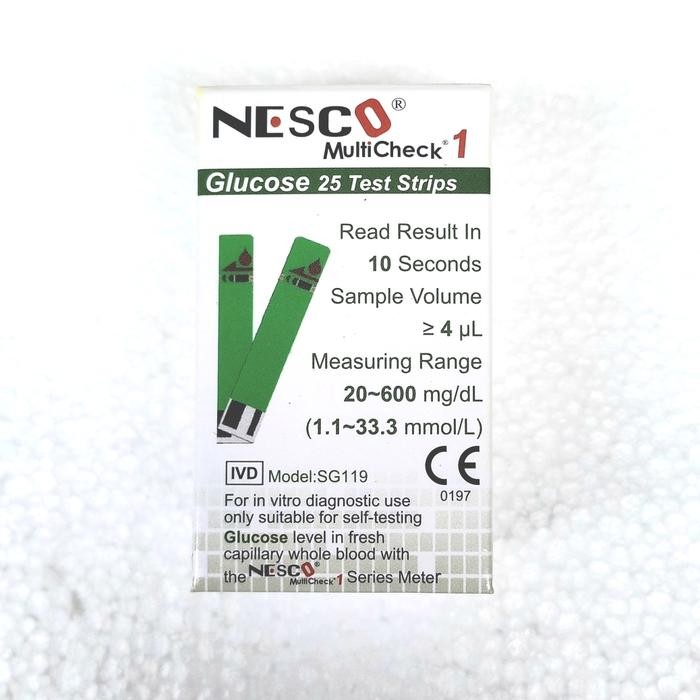 NESCO®
MultiCheck® 1
Glucose 25 Test Strips
Read Result In
10 Seconds
Sample Volume
≥ 4 µL
Measuring Range
20~600 mg/dL
(1.1~33.3 mmol/L)
CE
0197
IVD Model:SG119
For in vitro diagnostic use
only suitable for self-testing
Glucose level in fresh
capillary whole blood with
the NESCO® MultiCheck® 1 Series Meter